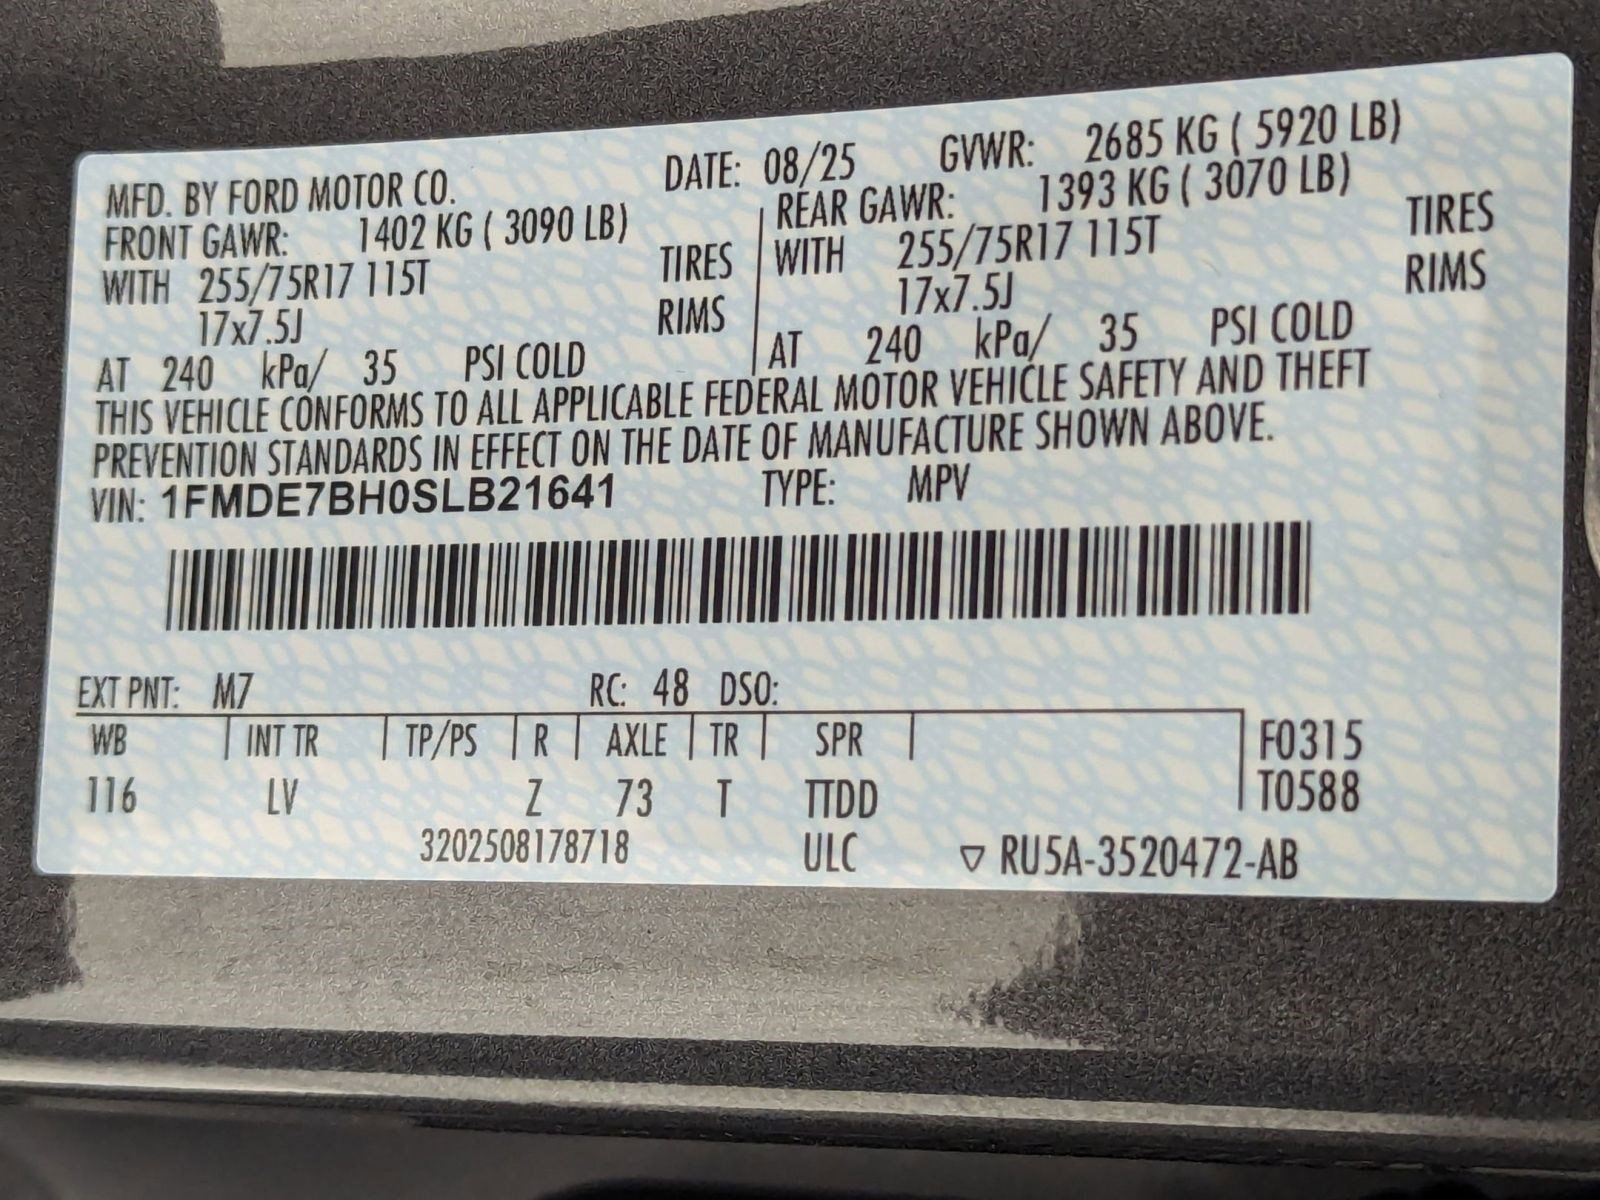 MFD. BY FORD MOTOR CO. DATE: 08/25 GVWR: 2685 KG ( 5920 LB)
FRONT GAWR: 1402 KG ( 3090 LB) REAR GAWR: 1393 KG ( 3070 LB)
WITH 255/75R17 115T TIRES WITH 255/75R17 115T TIRES
17x7.5J RIMS 17x7.5J RIMS
AT 240 kPa/ 35 PSI COLD AT 240 kPa/ 35 PSI COLD
THIS VEHICLE CONFORMS TO ALL APPLICABLE FEDERAL MOTOR VEHICLE SAFETY AND THEFT
PREVENTION STANDARDS IN EFFECT ON THE DATE OF MANUFACTURE SHOWN ABOVE.
VIN: 1FMDE7BH0SLB21641 TYPE: MPV
EXT PNT: M7 RC: 48 DSO:
WB INT TR TP/PS R AXLE TR SPR F0315
116 LV Z 73 T TTDD T0588
3202508178718 ULC ▽ RU5A-3520472-AB